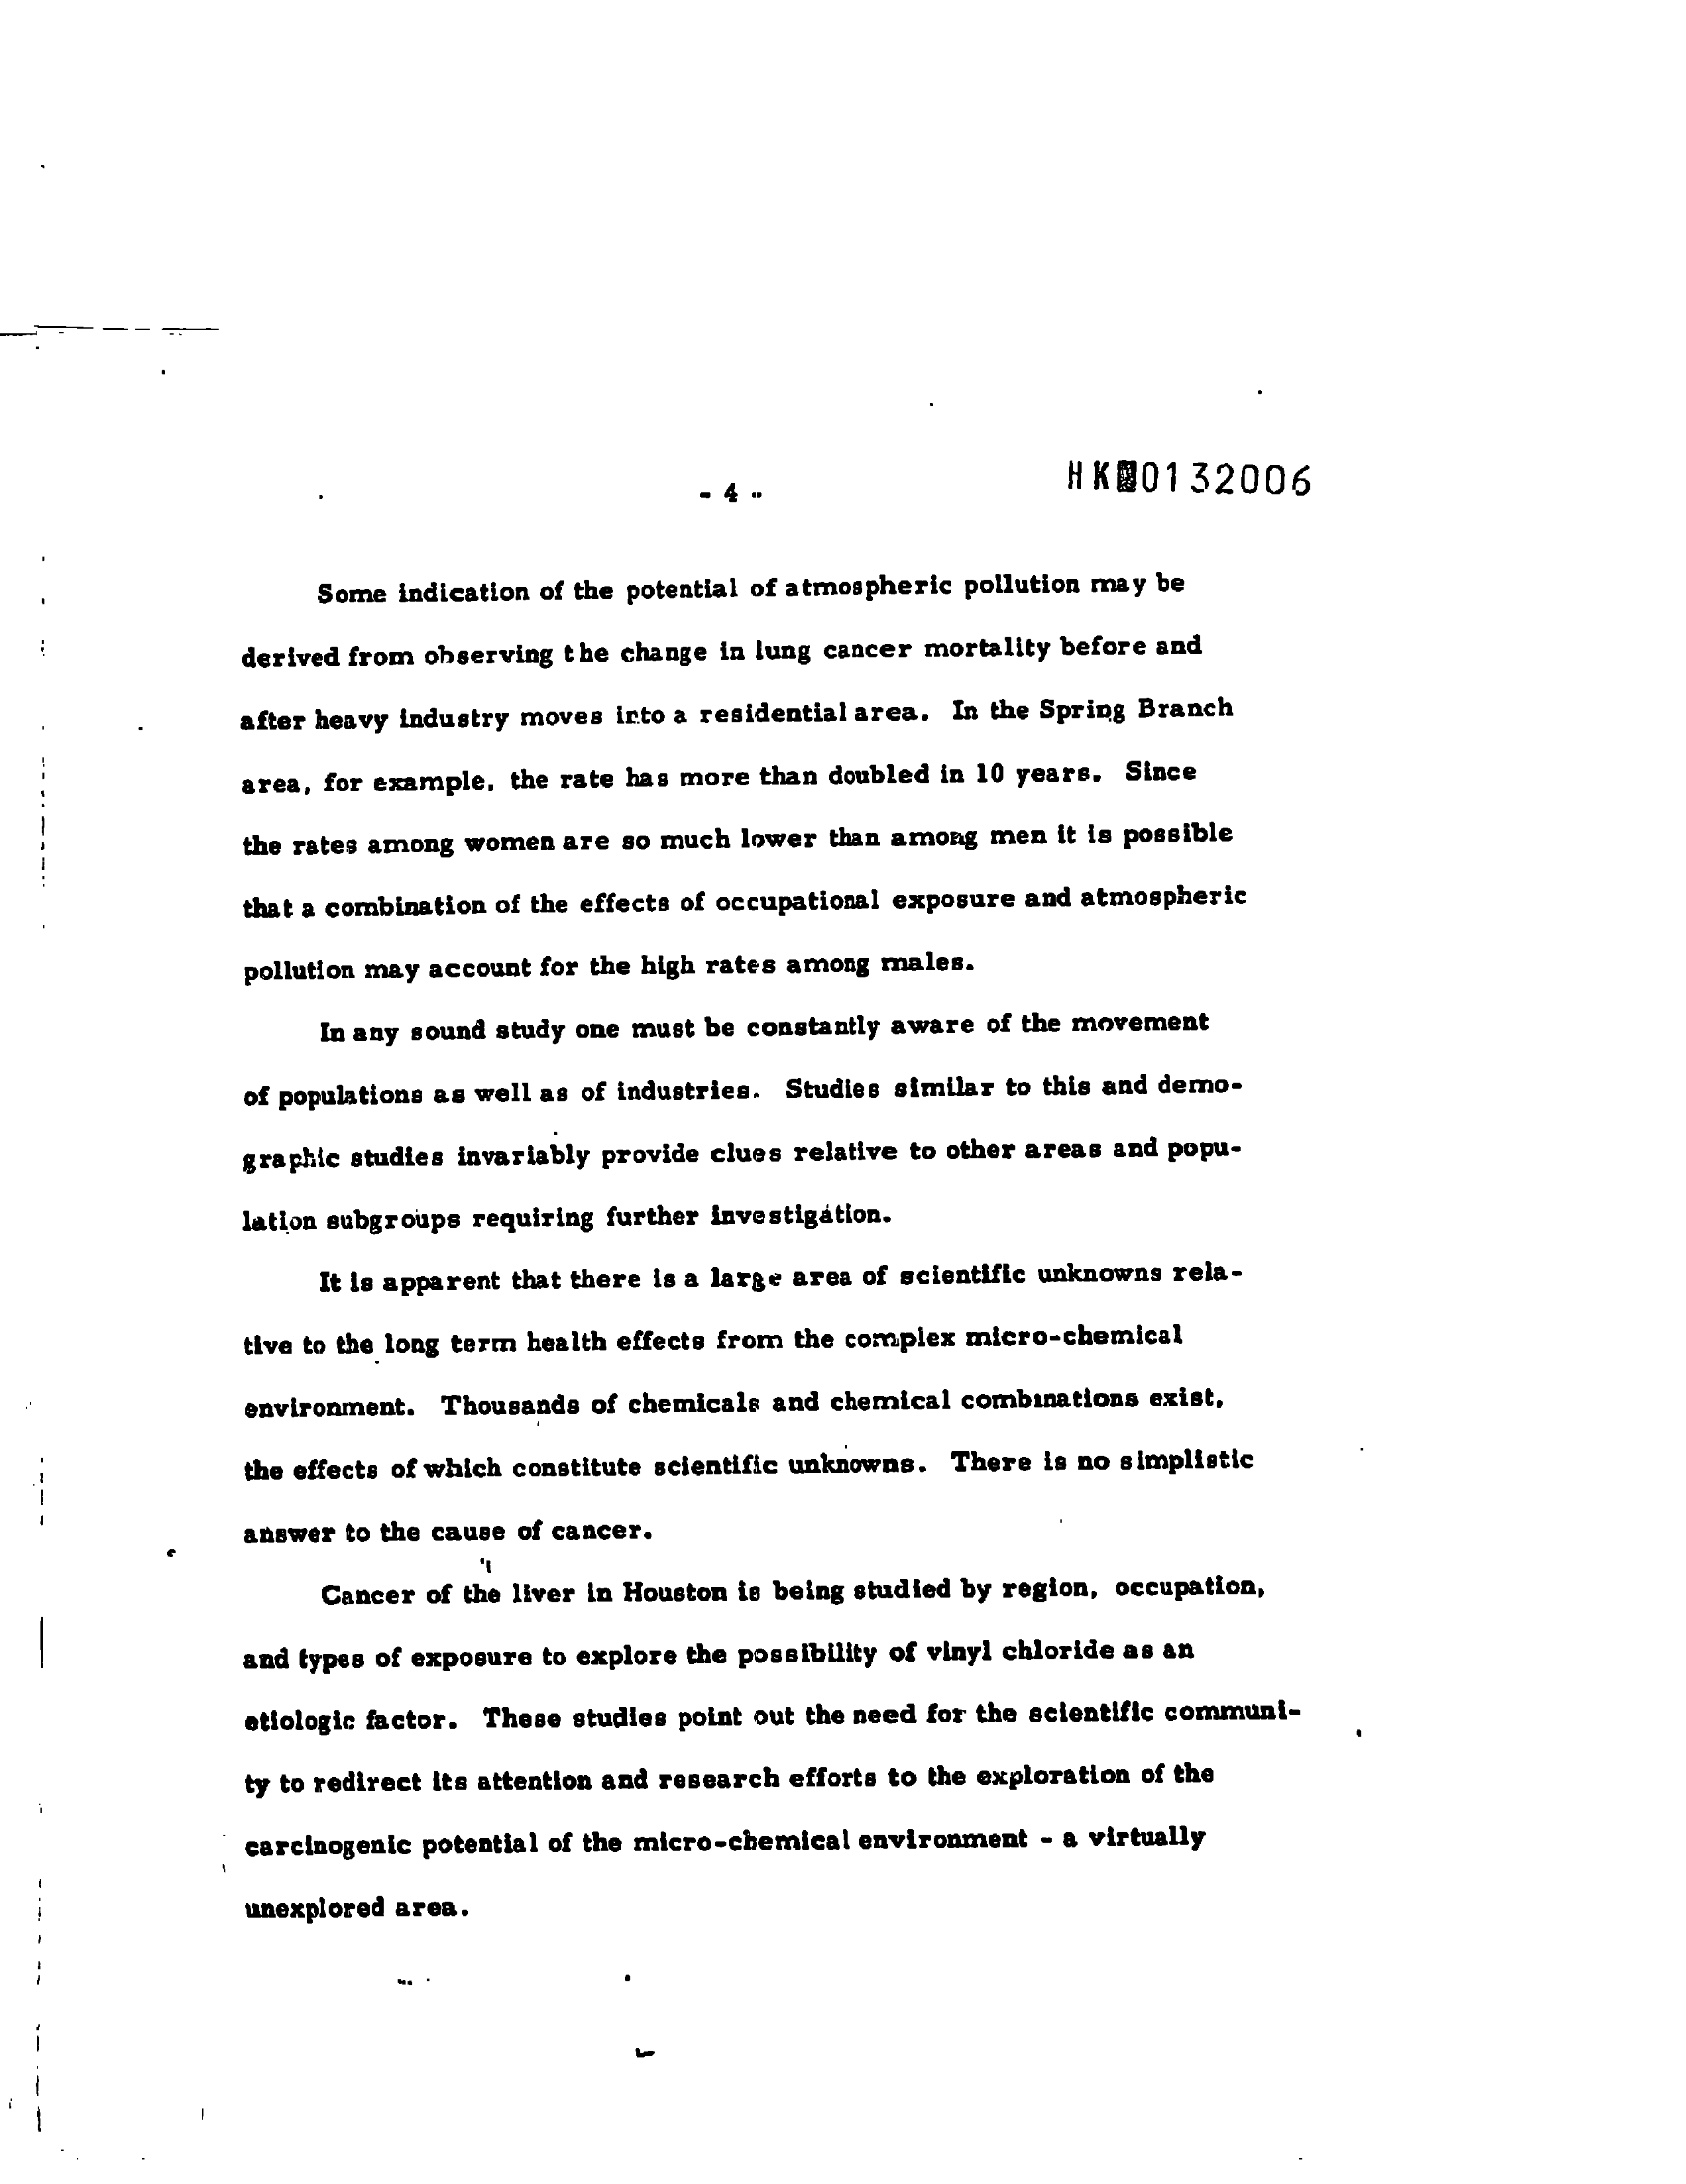 - 4 -
HK 0132006
Some indication of the potential of atmospheric pollution may be
derived from observing the change in lung cancer mortality before and
after heavy industry moves into a residential area. In the Spring Branch
area, for example, the rate has more than doubled in 10 years. Since
the rates among women are so much lower than among men it is possible
that a combination of the effects of occupational exposure and atmospheric
pollution may account for the high rates among males.
In any sound study one must be constantly aware of the movement
of populations as well as of industries. Studies similar to this and demo-
graphic studies invariably provide clues relative to other areas and popu-
lation subgroups requiring further investigation.
It is apparent that there is a large area of scientific unknowns rela-
tive to the long term health effects from the complex micro-chemical
environment. Thousands of chemicals and chemical combinations exist,
the effects of which constitute scientific unknowns. There is no simplistic
answer to the cause of cancer.
Cancer of the liver in Houston is being studied by region, occupation,
and types of exposure to explore the possibility of vinyl chloride as an
etiologic factor. These studies point out the need for the scientific communi-
ty to redirect its attention and research efforts to the exploration of the
carcinogenic potential of the micro-chemical environment - a virtually
unexplored area.